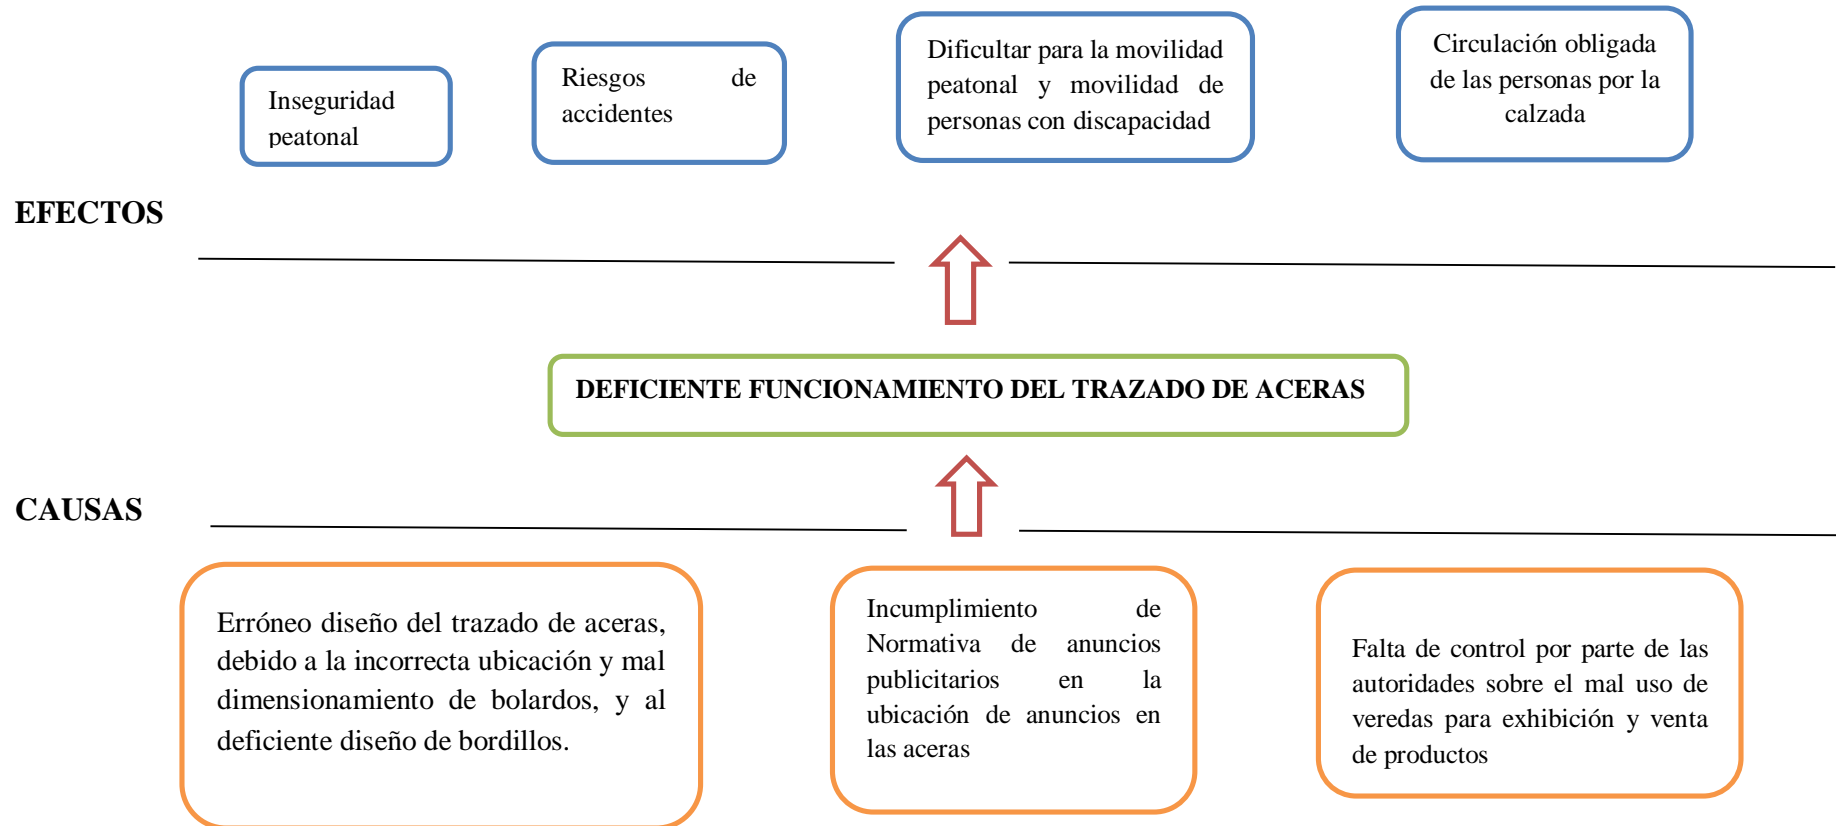 Inseguridad
peatonal
Riesgos de
accidentes
Dificultar para la movilidad
peatonal y movilidad de
personas con discapacidad
Circulación obligada
de las personas por la
calzada
EFECTOS
DEFICIENTE FUNCIONAMIENTO DEL TRAZADO DE ACERAS
CAUSAS
Erróneo diseño del trazado de aceras,
debido a la incorrecta ubicación y mal
dimensionamiento de bolardos, y al
deficiente diseño de bordillos.
Incumplimiento de
Normativa de anuncios
publicitarios en la
ubicación de anuncios en
las aceras
Falta de control por parte de las
autoridades sobre el mal uso de
veredas para exhibición y venta
de productos